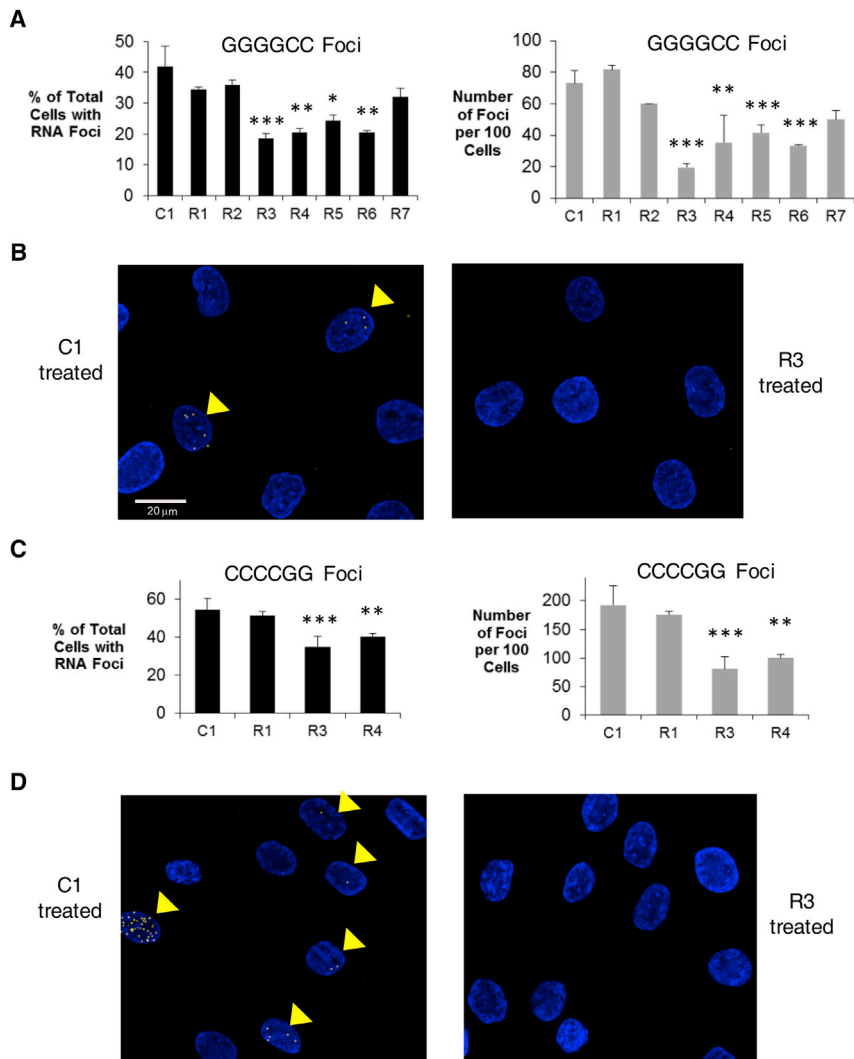 A
GGGGCC Foci
% of Total
Cells with
RNA Foci
50
40
30
20
10
0
*** ** * **
C1 R1 R2 R3 R4 R5 R6 R7
GGGGCC Foci
Number
of Foci
per 100
Cells
100
80
60
40
20
0
*** ** *** ***
C1 R1 R2 R3 R4 R5 R6 R7
B
C1
treated
20 µm
R3
treated
C
CCCCGG Foci
% of Total
Cells with
RNA Foci
60
40
20
0
*** **
C1 R1 R3 R4
CCCCGG Foci
Number
of Foci
per 100
Cells
200
150
100
50
0
*** **
C1 R1 R3 R4
D
C1
treated
R3
treated